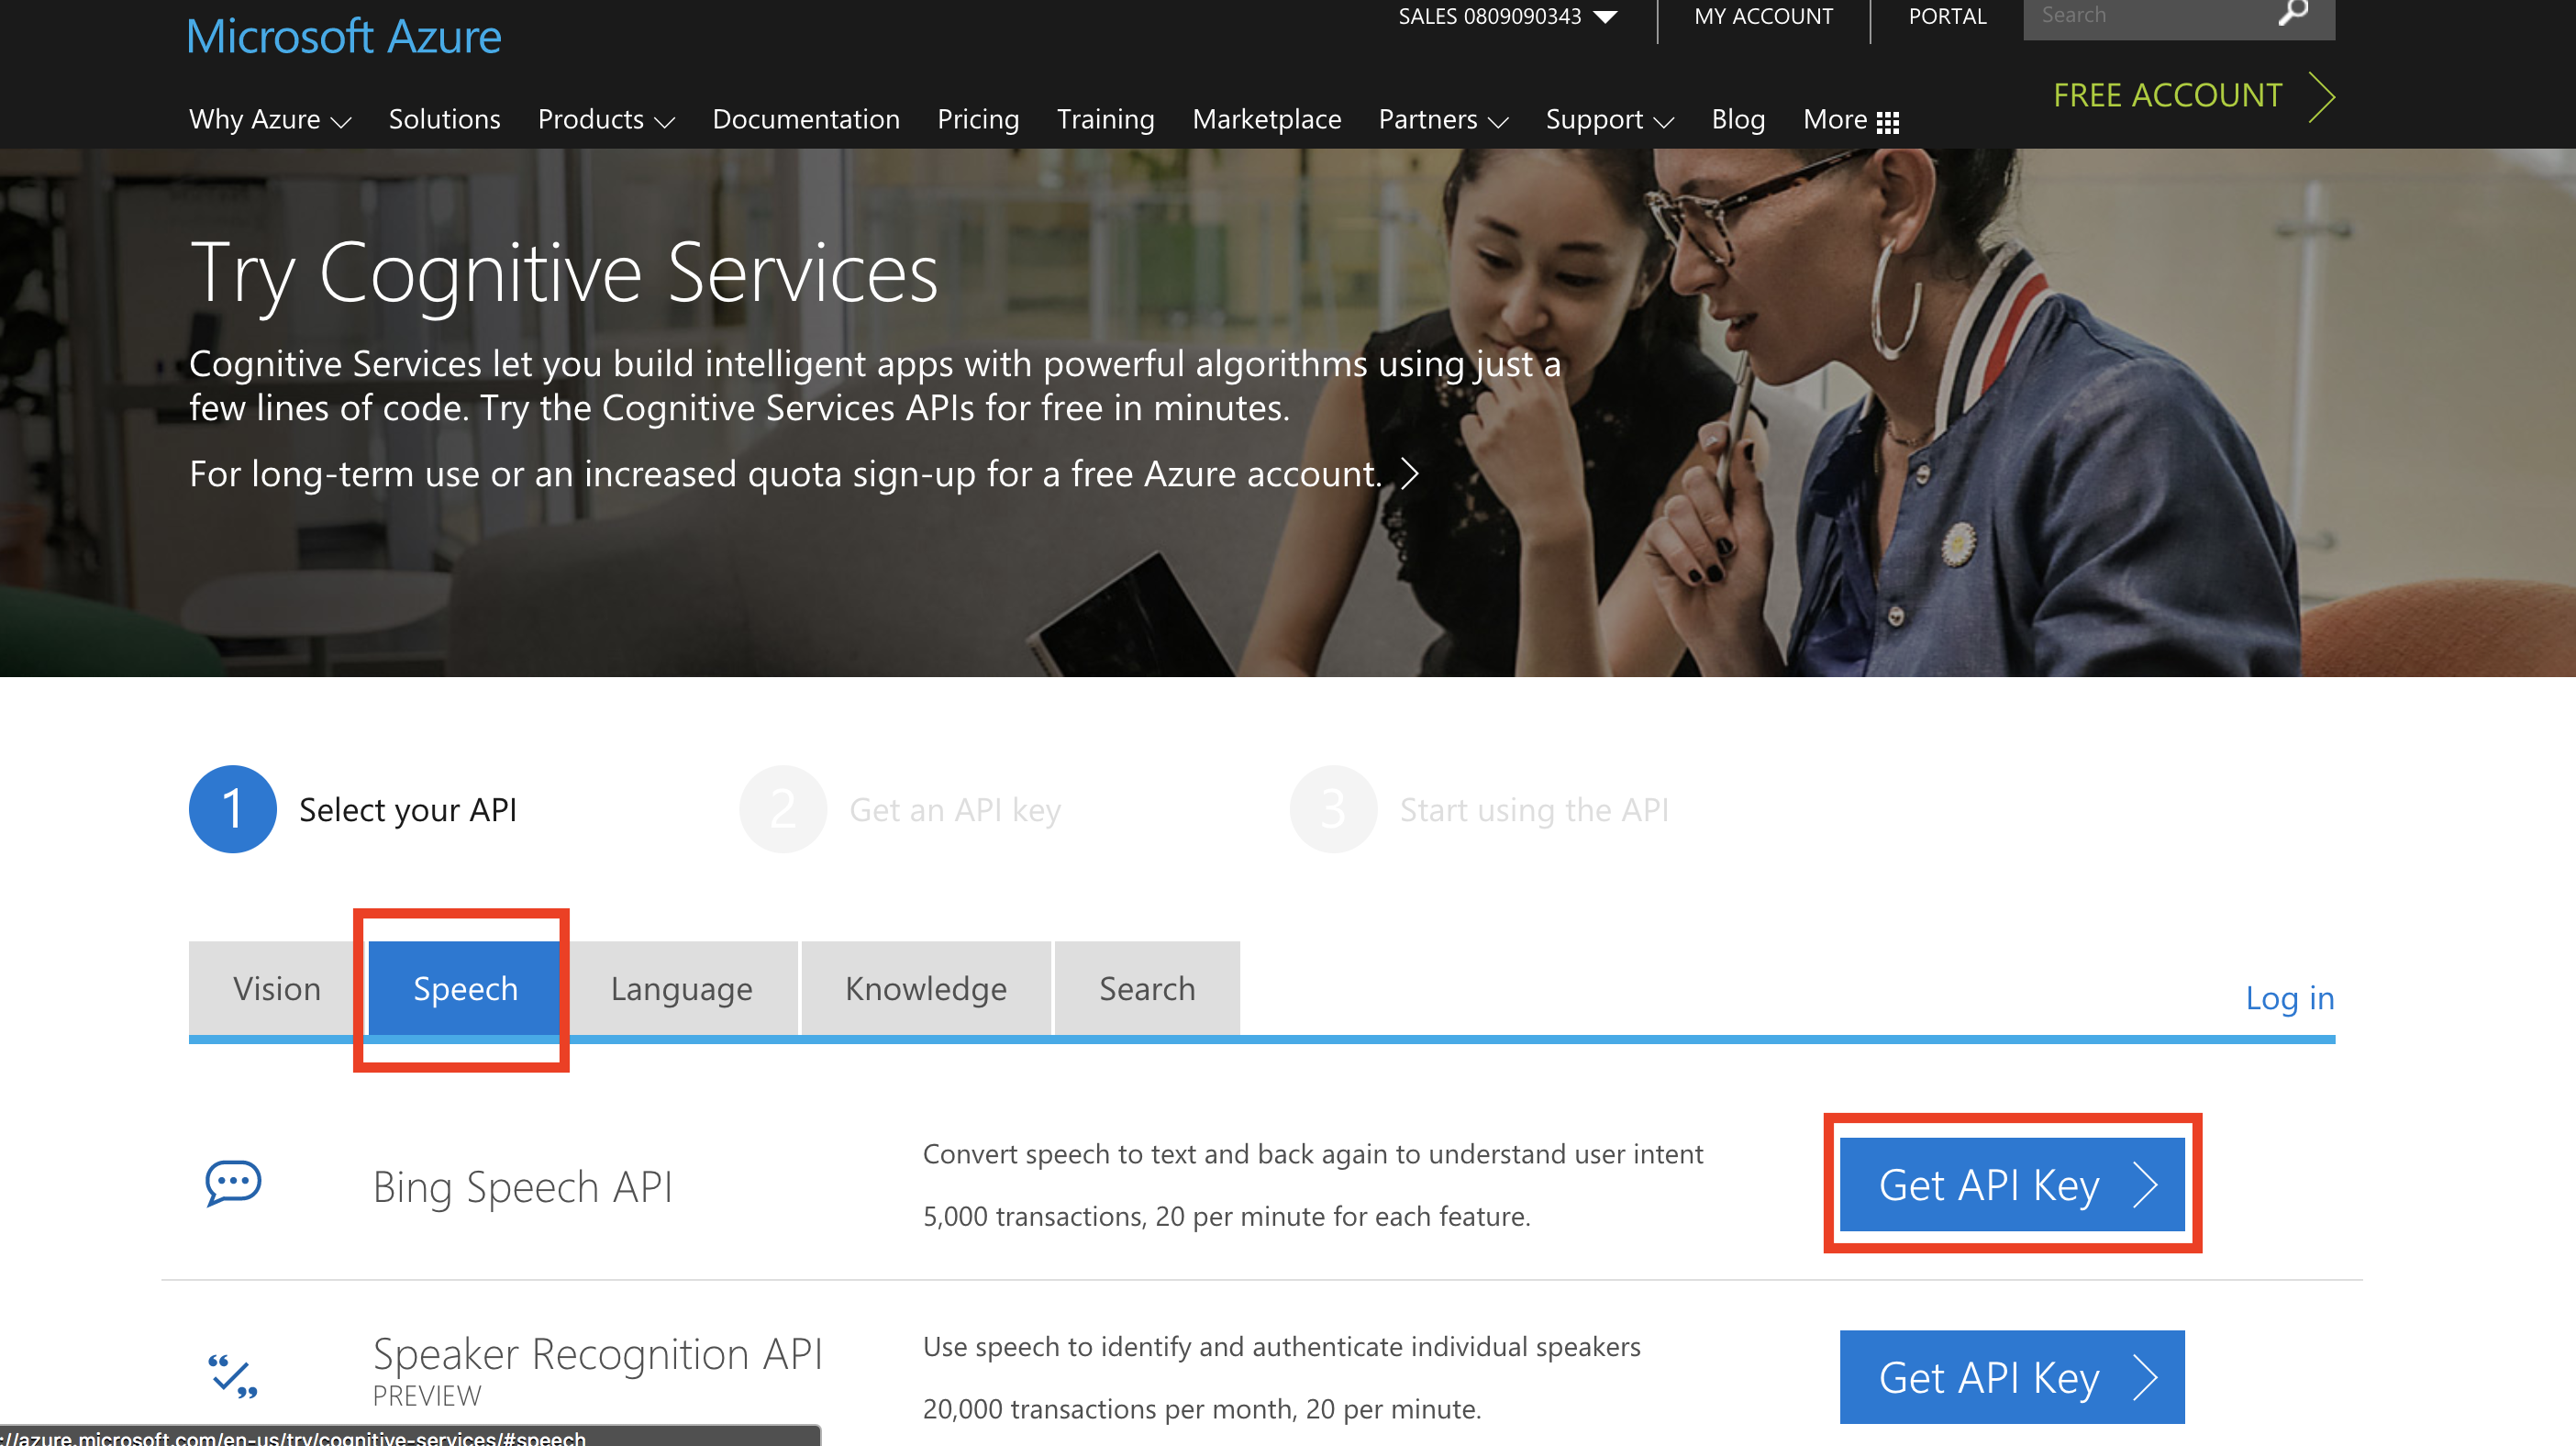 Microsoft Azure
SALES 0809090343
MY ACCOUNT
PORTAL
Search
FREE ACCOUNT
Why Azure
Solutions
Products
Documentation
Pricing
Training
Marketplace
Partners
Support
Blog
More
Try Cognitive Services
Cognitive Services let you build intelligent apps with powerful algorithms using just a
few lines of code. Try the Cognitive Services APIs for free in minutes.
For long-term use or an increased quota sign-up for a free Azure account.
1 Select your API
2 Get an API key
3 Start using the API
Vision
Speech
Language
Knowledge
Search
Log in
Bing Speech API
Convert speech to text and back again to understand user intent
5,000 transactions, 20 per minute for each feature.
Get API Key
Speaker Recognition API
PREVIEW
Use speech to identify and authenticate individual speakers
20,000 transactions per month, 20 per minute.
Get API Key
://azure.microsoft.com/en-us/try/cognitive-services/#speech